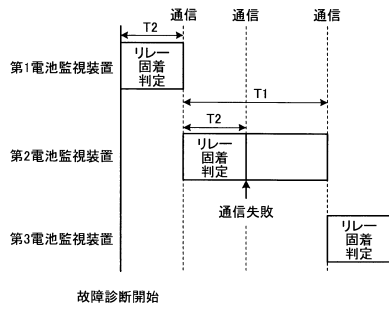 通信 通信 通信
T2
第1電池監視装置
リレー
固着
判定
T1
T2
第2電池監視装置
リレー
固着
判定
通信失敗
第3電池監視装置
リレー
固着
判定
故障診断開始